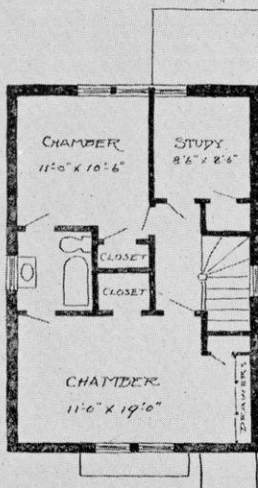 CHAMBER
11'-0" X 10'-6"
STUDY
8'6" X 8'-6"
CLOSET
CLOSET
CHAMBER
11'-0" X 19'-0"
DRAWERS